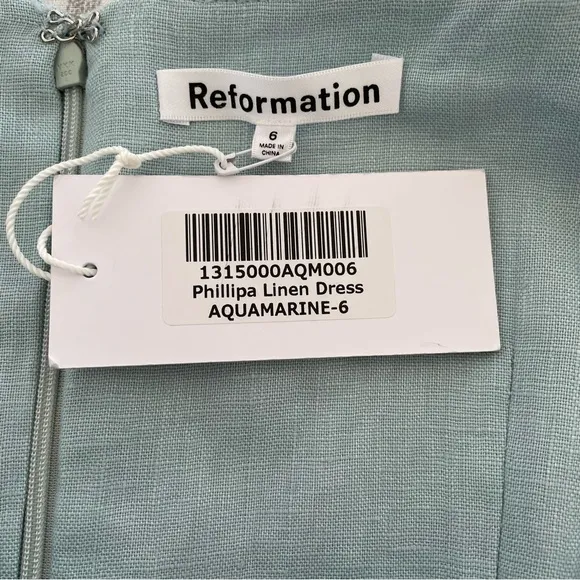 Reformation
6
MADE IN
CHINA
1315000AQM006
Phillipa Linen Dress
AQUAMARINE-6